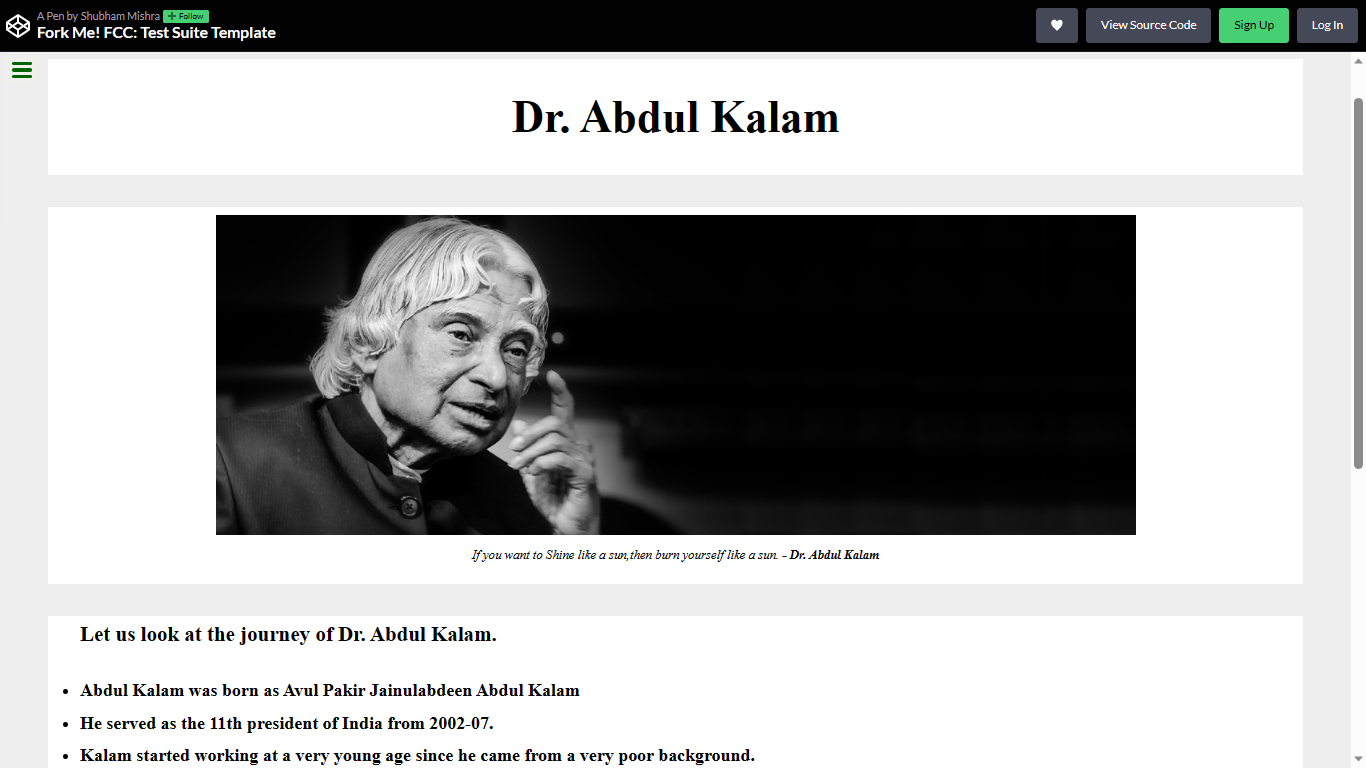 A Pen by Shubham Mishra + Follow
Fork Me! FCC: Test Suite Template
View Source Code
Sign Up
Log In
Dr. Abdul Kalam
If you want to Shine like a sun,then burn yourself like a sun. - Dr. Abdul Kalam
Let us look at the journey of Dr. Abdul Kalam.
• Abdul Kalam was born as Avul Pakir Jainulabdeen Abdul Kalam
• He served as the 11th president of India from 2002-07.
• Kalam started working at a very young age since he came from a very poor background.